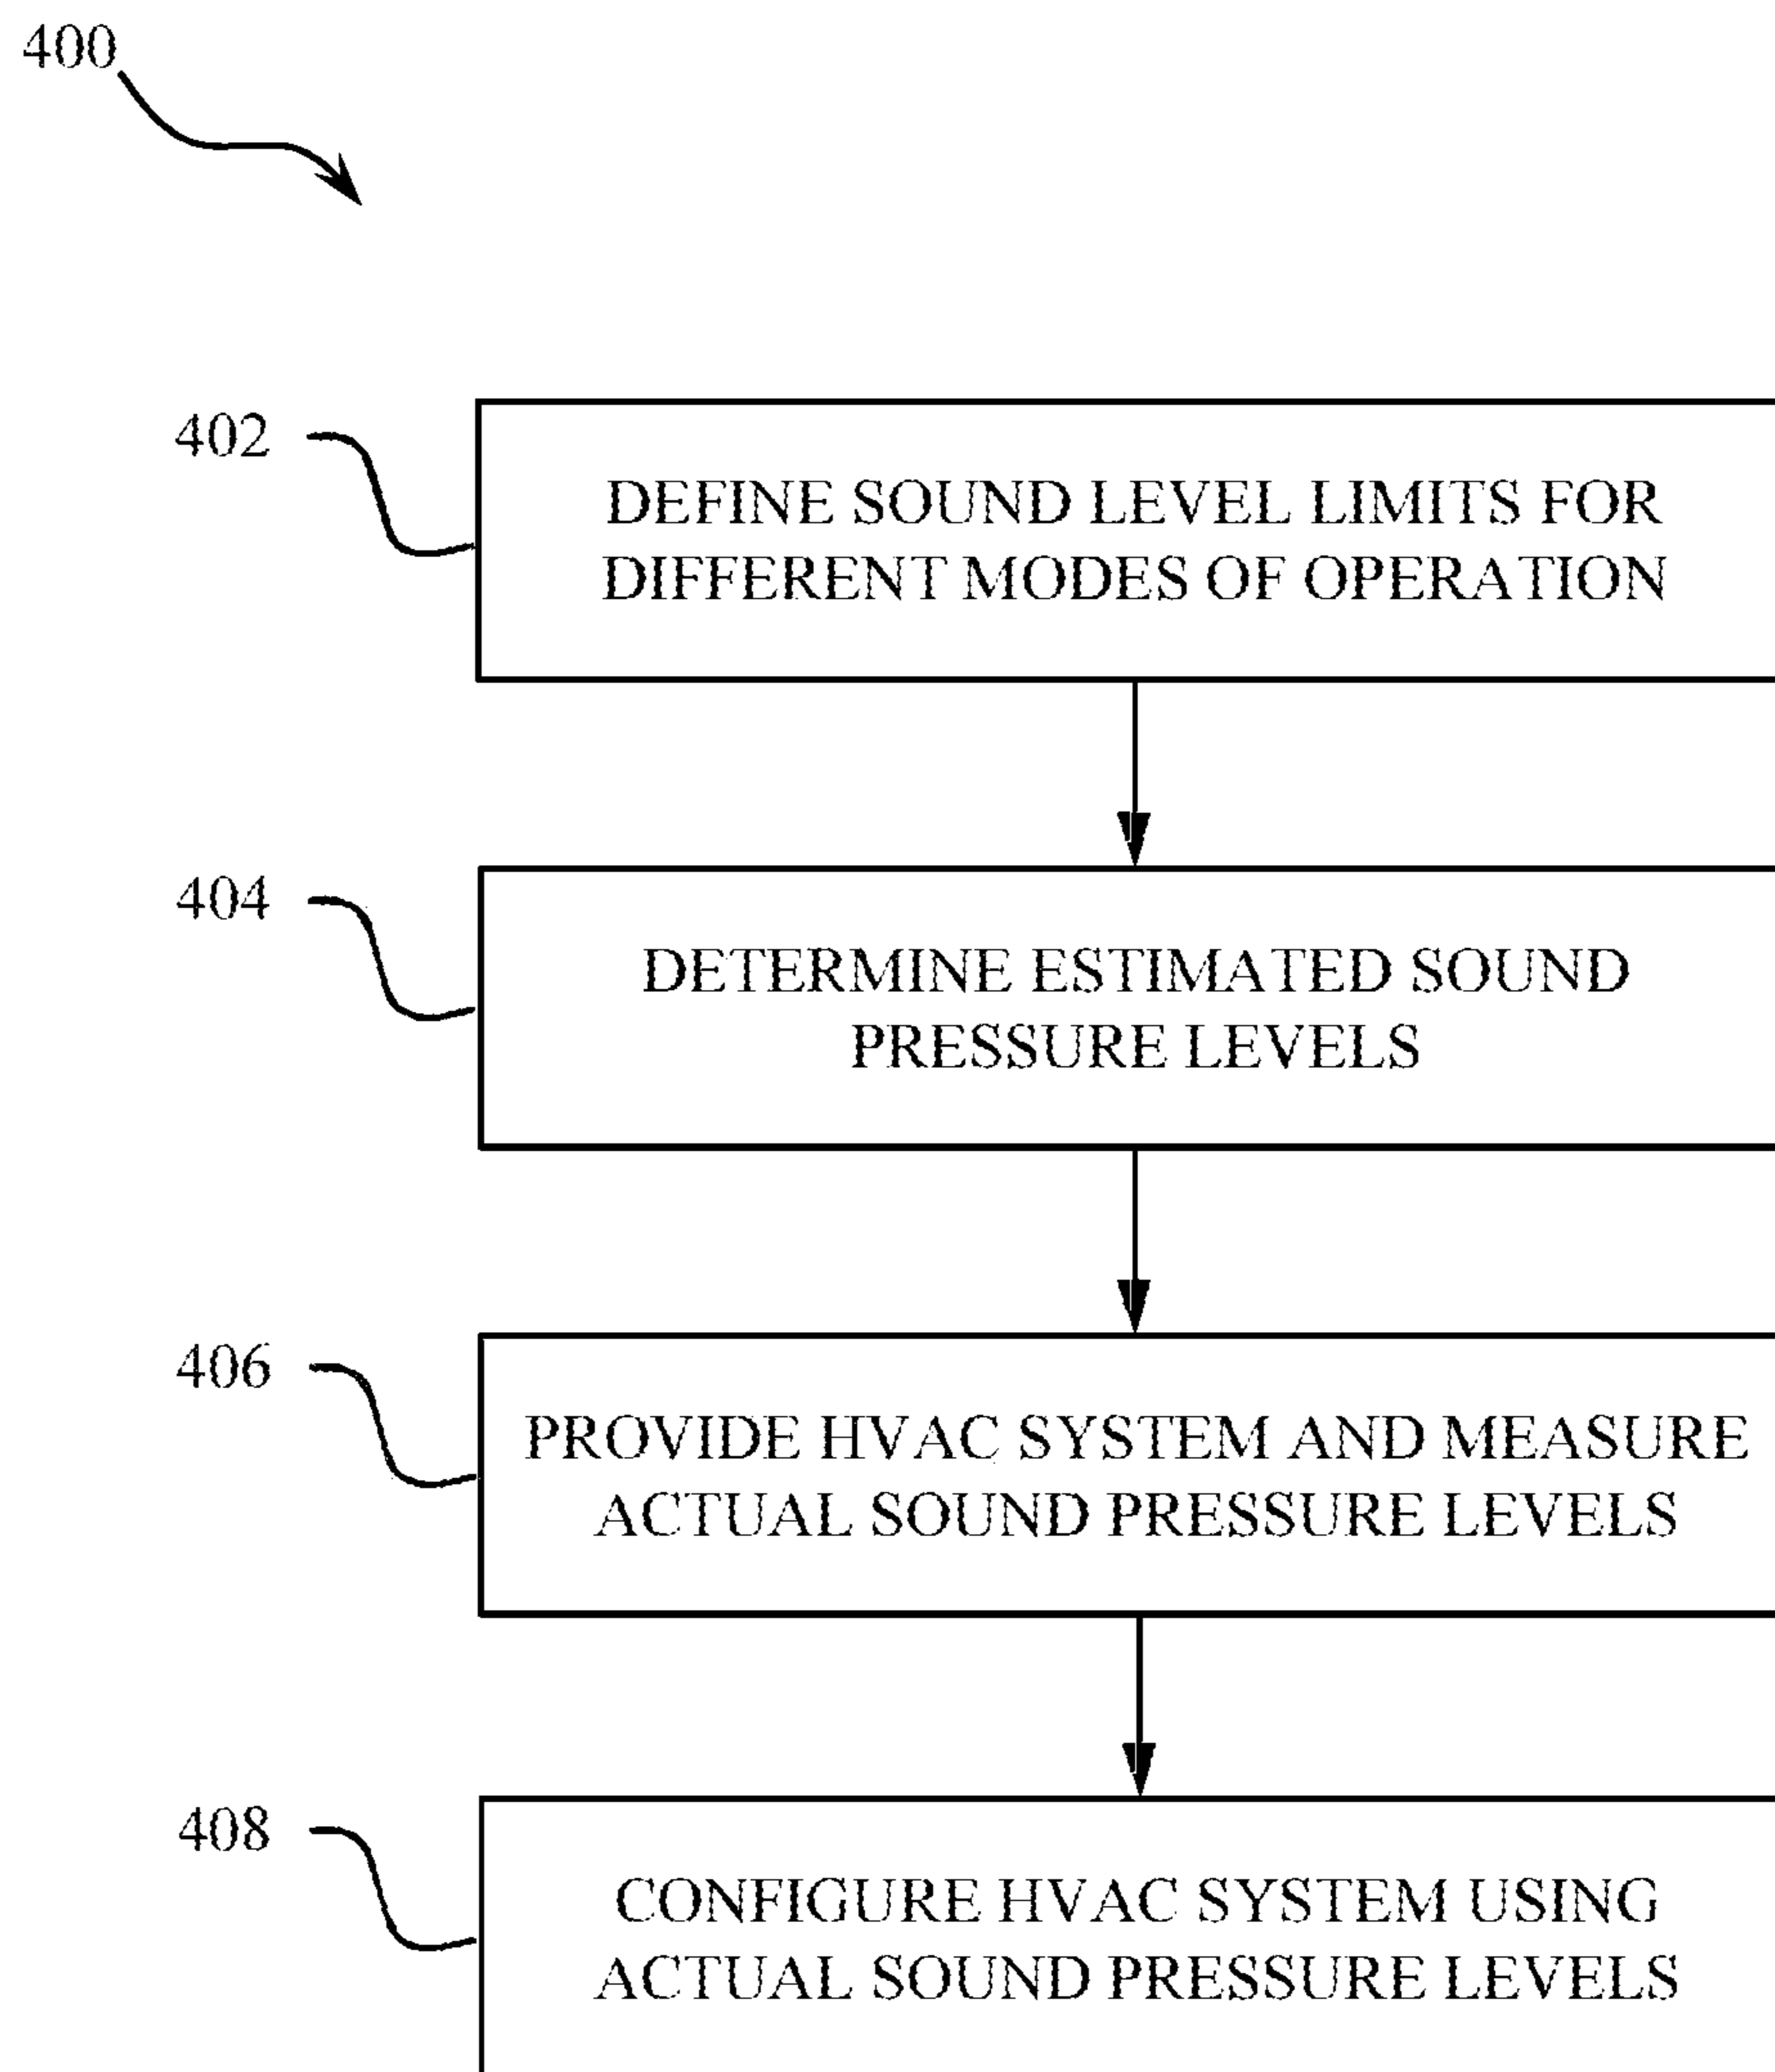 400
402
DEFINE SOUND LEVEL LIMITS FOR
DIFFERENT MODES OF OPERATION
404
DETERMINE ESTIMATED SOUND
PRESSURE LEVELS
406
PROVIDE HVAC SYSTEM AND MEASURE
ACTUAL SOUND PRESSURE LEVELS
408
CONFIGURE HVAC SYSTEM USING
ACTUAL SOUND PRESSURE LEVELS